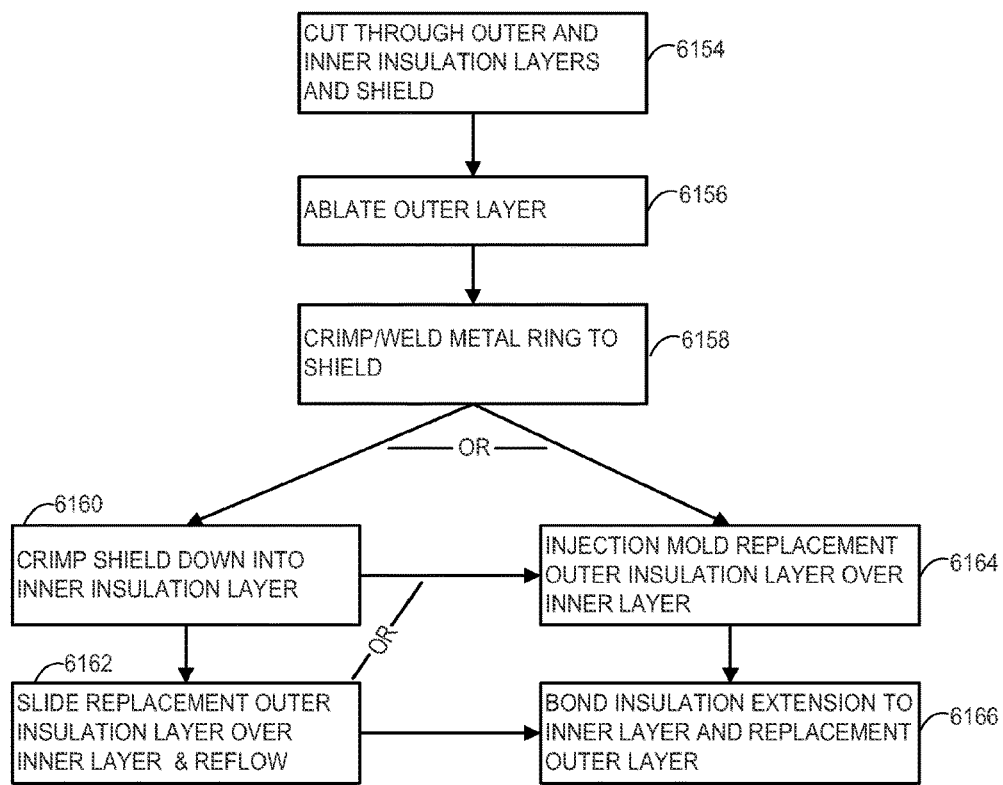 CUT THROUGH OUTER AND
INNER INSULATION LAYERS
AND SHIELD
6154
ABLATE OUTER LAYER
6156
CRIMP/WELD METAL RING TO
SHIELD
6158
OR
6160
CRIMP SHIELD DOWN INTO
INNER INSULATION LAYER
INJECTION MOLD REPLACEMENT
OUTER INSULATION LAYER OVER
INNER LAYER
6164
OR
6162
SLIDE REPLACEMENT OUTER
INSULATION LAYER OVER
INNER LAYER & REFLOW
BOND INSULATION EXTENSION TO
INNER LAYER AND REPLACEMENT
OUTER LAYER
6166